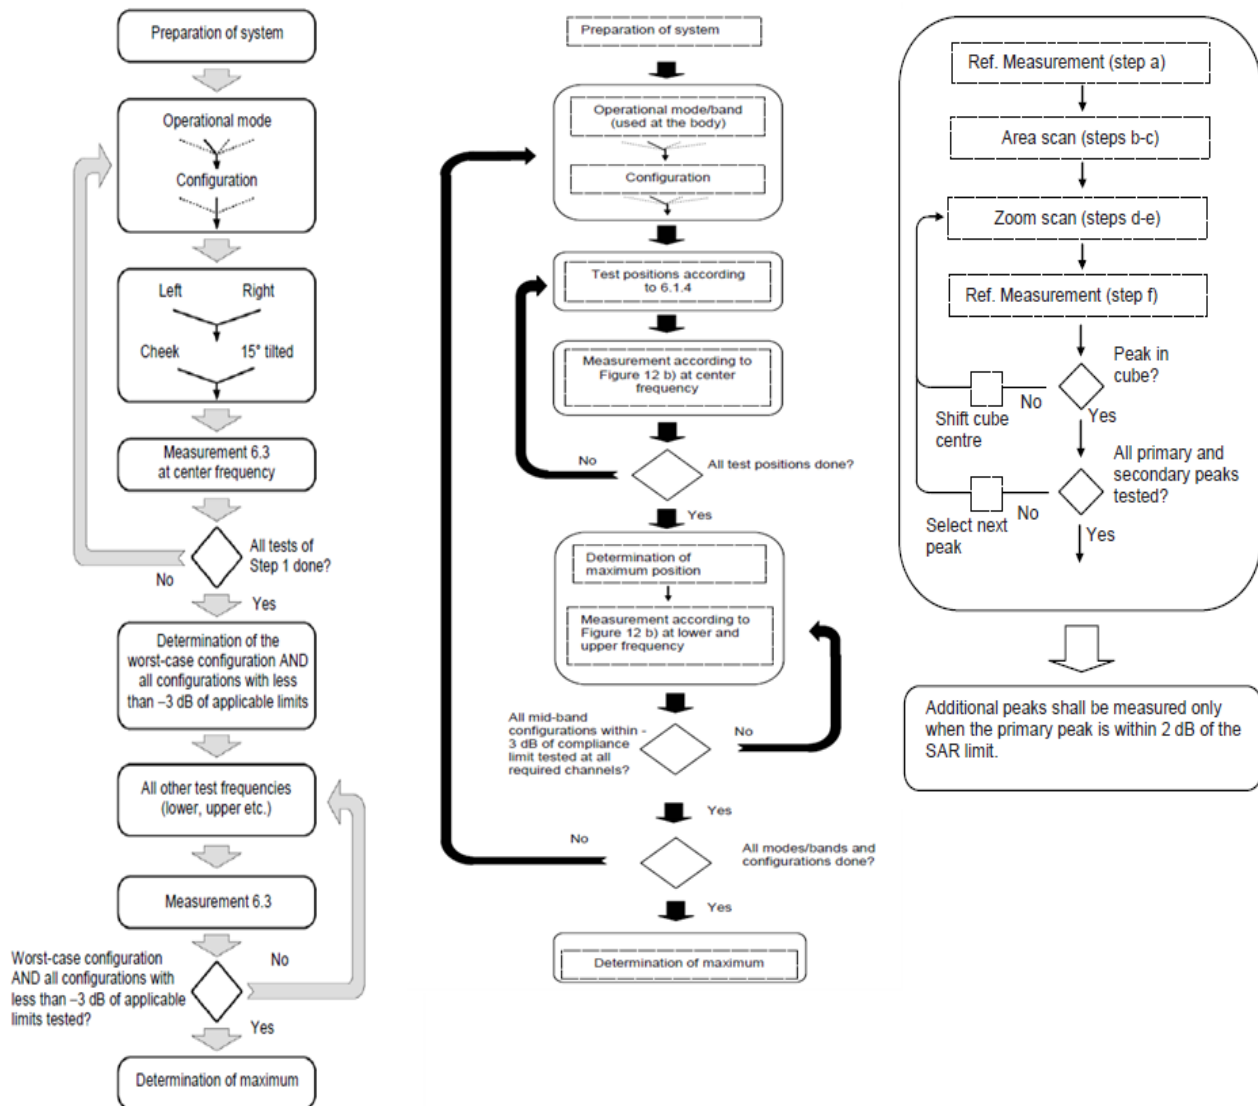 Preparation of system
Operational mode
Configuration
Left Right
Cheek 15° tilted
Measurement 6.3
at center frequency
All tests of
Step 1 done?
No
Yes
Determination of the
worst-case configuration AND
all configurations with less
than –3 dB of applicable limits
All other test frequencies
(lower, upper etc.)
Measurement 6.3
Worst-case configuration
AND all configurations with
less than –3 dB of applicable
limits tested?
No
Yes
Determination of maximum
Preparation of system
Operational mode/band
(used at the body)
Configuration
Test positions according
to 6.1.4
Measurement according to
Figure 12 b) at center
frequency
No
All test positions done?
Yes
Determination of
maximum position
Measurement according to
Figure 12 b) at lower and
upper frequency
All mid-band
configurations within -
3 dB of compliance
limit tested at all
required channels?
No
Yes
No
All modes/bands and
configurations done?
Yes
Determination of maximum
Ref. Measurement (step a)
Area scan (steps b-c)
Zoom scan (steps d-e)
Ref. Measurement (step f)
Peak in
cube?
No
Shift cube
centre
Yes
All primary and
secondary peaks
tested?
No
Select next
peak
Yes
Additional peaks shall be measured only
when the primary peak is within 2 dB of the
SAR limit.